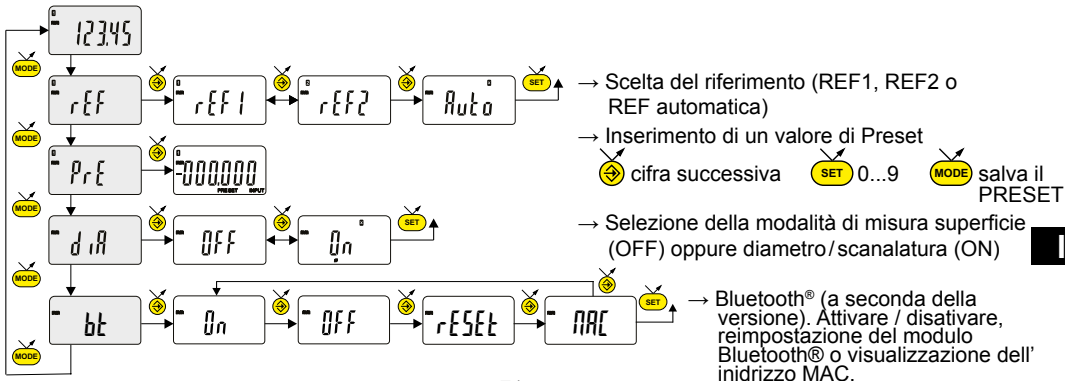 123.45
MODE
rEF
rEF1
rEF2
Auto
SET
→ Scelta del riferimento (REF1, REF2 o
REF automatica)
MODE
PrE
-000.000
PRESET INPUT
→ Inserimento di un valore di Preset
cifra successiva SET 0...9 MODE salva il
PRESET
MODE
diA
OFF
On
SET
→ Selezione della modalità di misura superficie
(OFF) oppure diametro/scanalatura (ON)
I
MODE
bt
On
OFF
rESEt
MAC
SET
→ Bluetooth® (a seconda della
versione). Attivare / disativare,
reimpostazione del modulo
Bluetooth® o visualizzazione dell'
inidrizzo MAC.
MODE